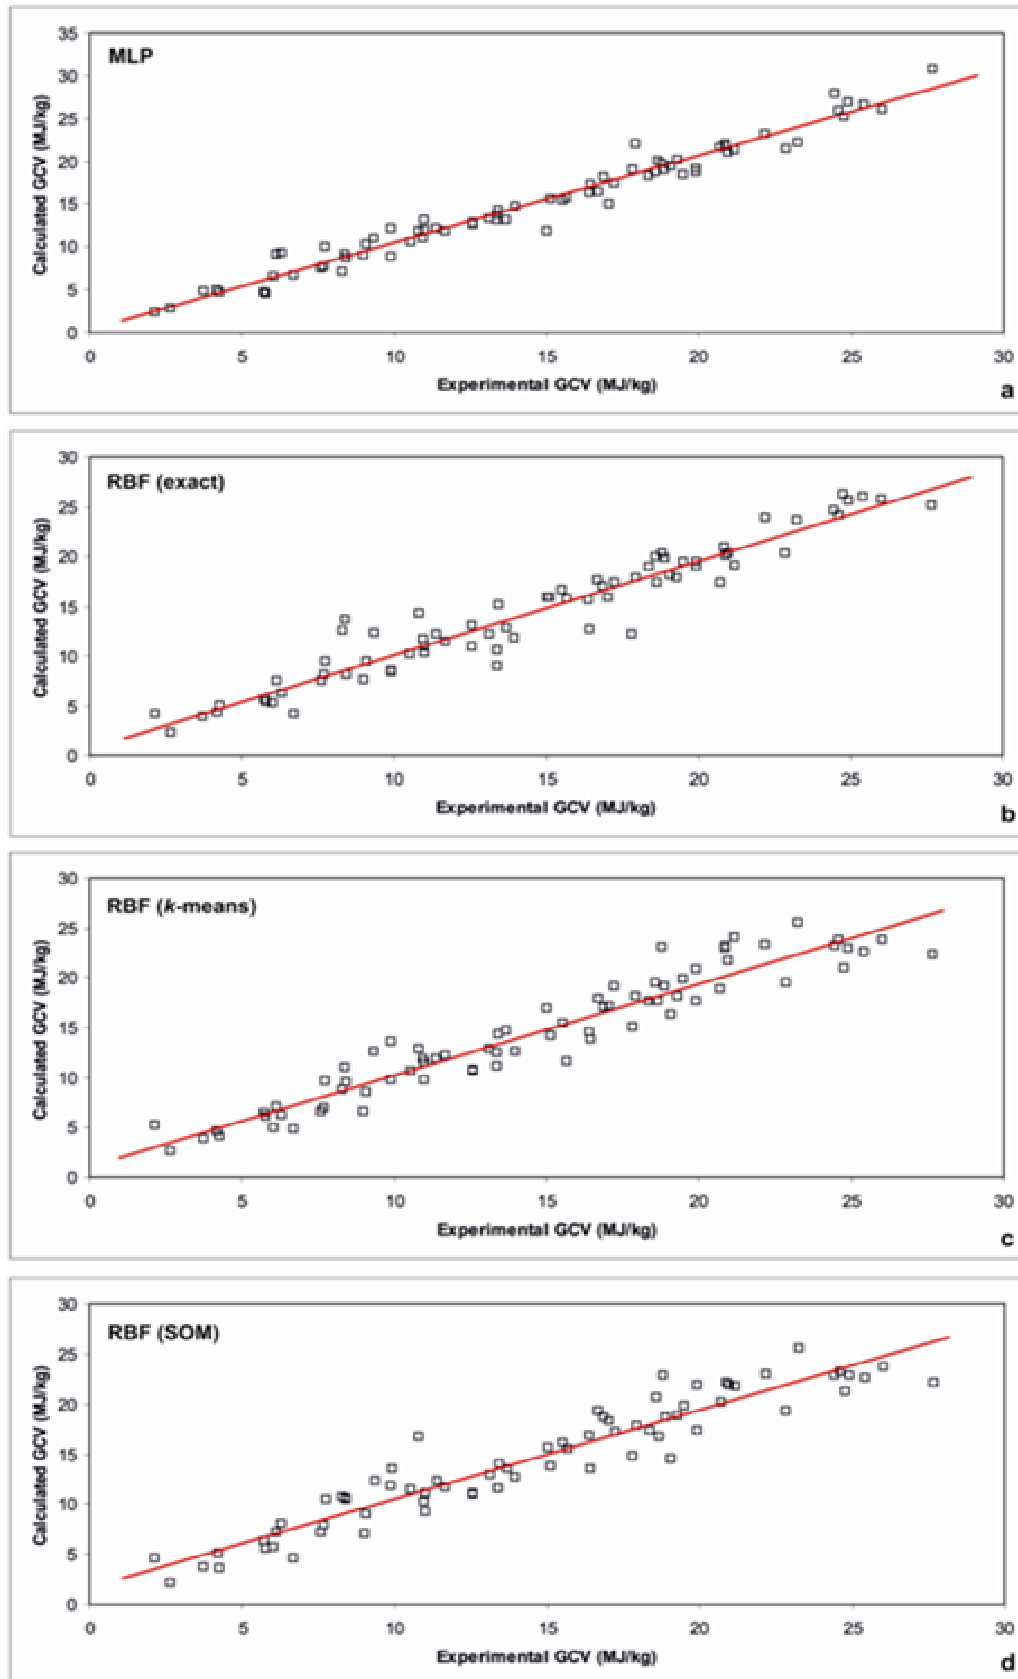 MLP
35
30
25
20
15
10
5
0
Calculated GCV (MJ/kg)
0 5 10 15 20 25 30
Experimental GCV (MJ/kg)
a
RBF (exact)
30
25
20
15
10
5
0
Calculated GCV (MJ/kg)
0 5 10 15 20 25 30
Experimental GCV (MJ/kg)
b
RBF (k-means)
30
25
20
15
10
5
0
Calculated GCV (MJ/kg)
0 5 10 15 20 25 30
Experimental GCV (MJ/kg)
c
RBF (SOM)
30
25
20
15
10
5
0
Calculated GCV (MJ/kg)
0 5 10 15 20 25 30
Experimental GCV (MJ/kg)
d